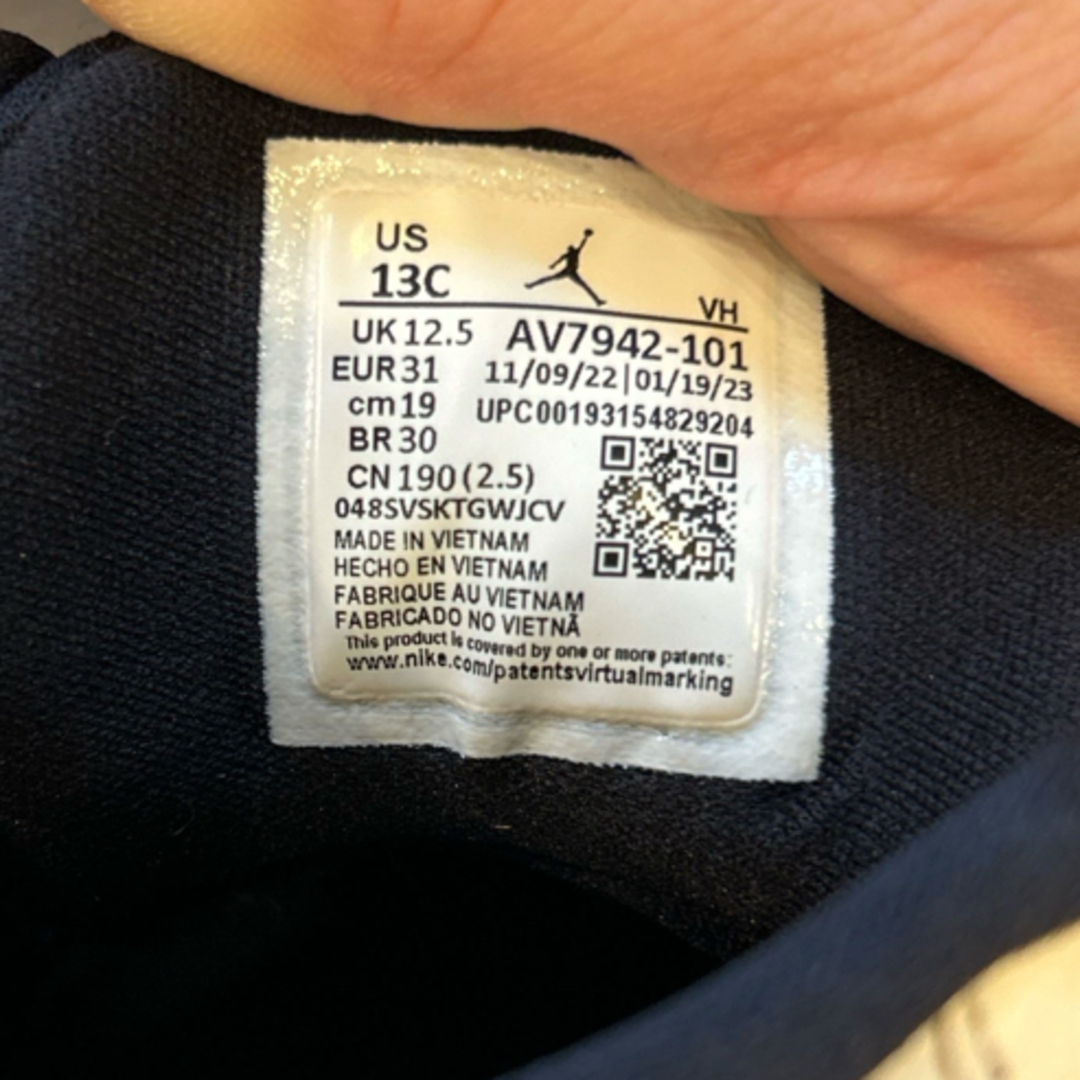 US
13C
VH
UK 12.5 AV7942-101
EUR 31 11/09/22|01/19/23
cm 19 UPC00193154829204
BR 30
CN 190 (2.5)
048SVSKTGWJCV
MADE IN VIETNAM
HECHO EN VIETNAM
FABRIQUE AU VIETNAM
FABRICADO NO VIETNÃ
This product is covered by one or more patents:
www.nike.com/patentsvirtualmarking